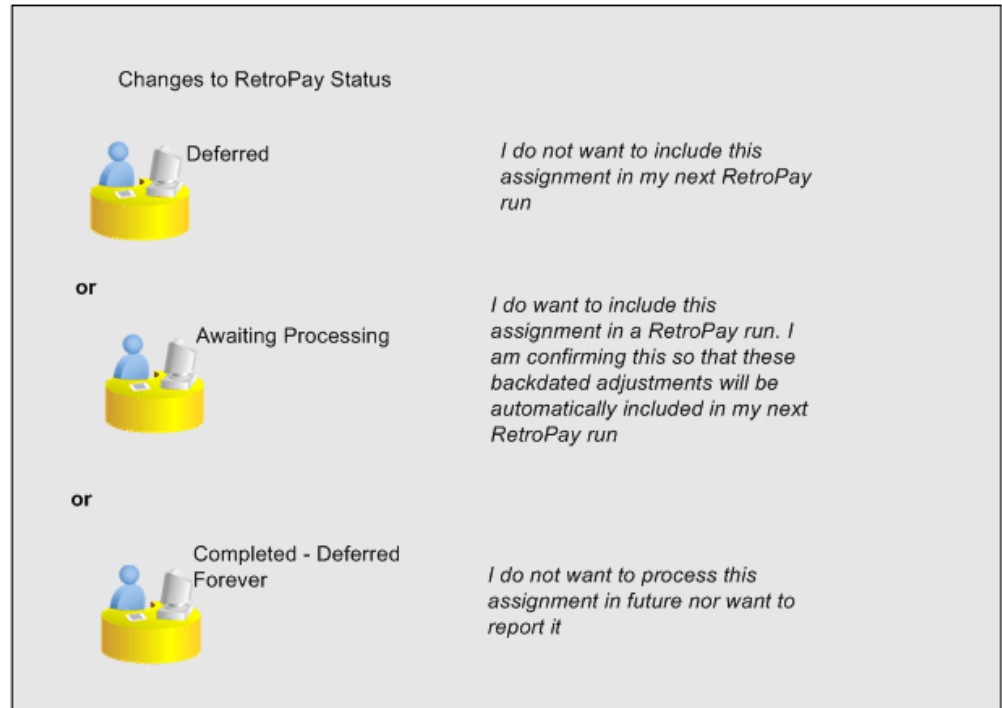 Changes to RetroPay Status
Deferred
I do not want to include this
assignment in my next RetroPay
run
or
Awaiting Processing
I do want to include this
assignment in a RetroPay run. I
am confirming this so that these
backdated adjustments will be
automatically included in my next
RetroPay run
or
Completed - Deferred
Forever
I do not want to process this
assignment in future nor want to
report it